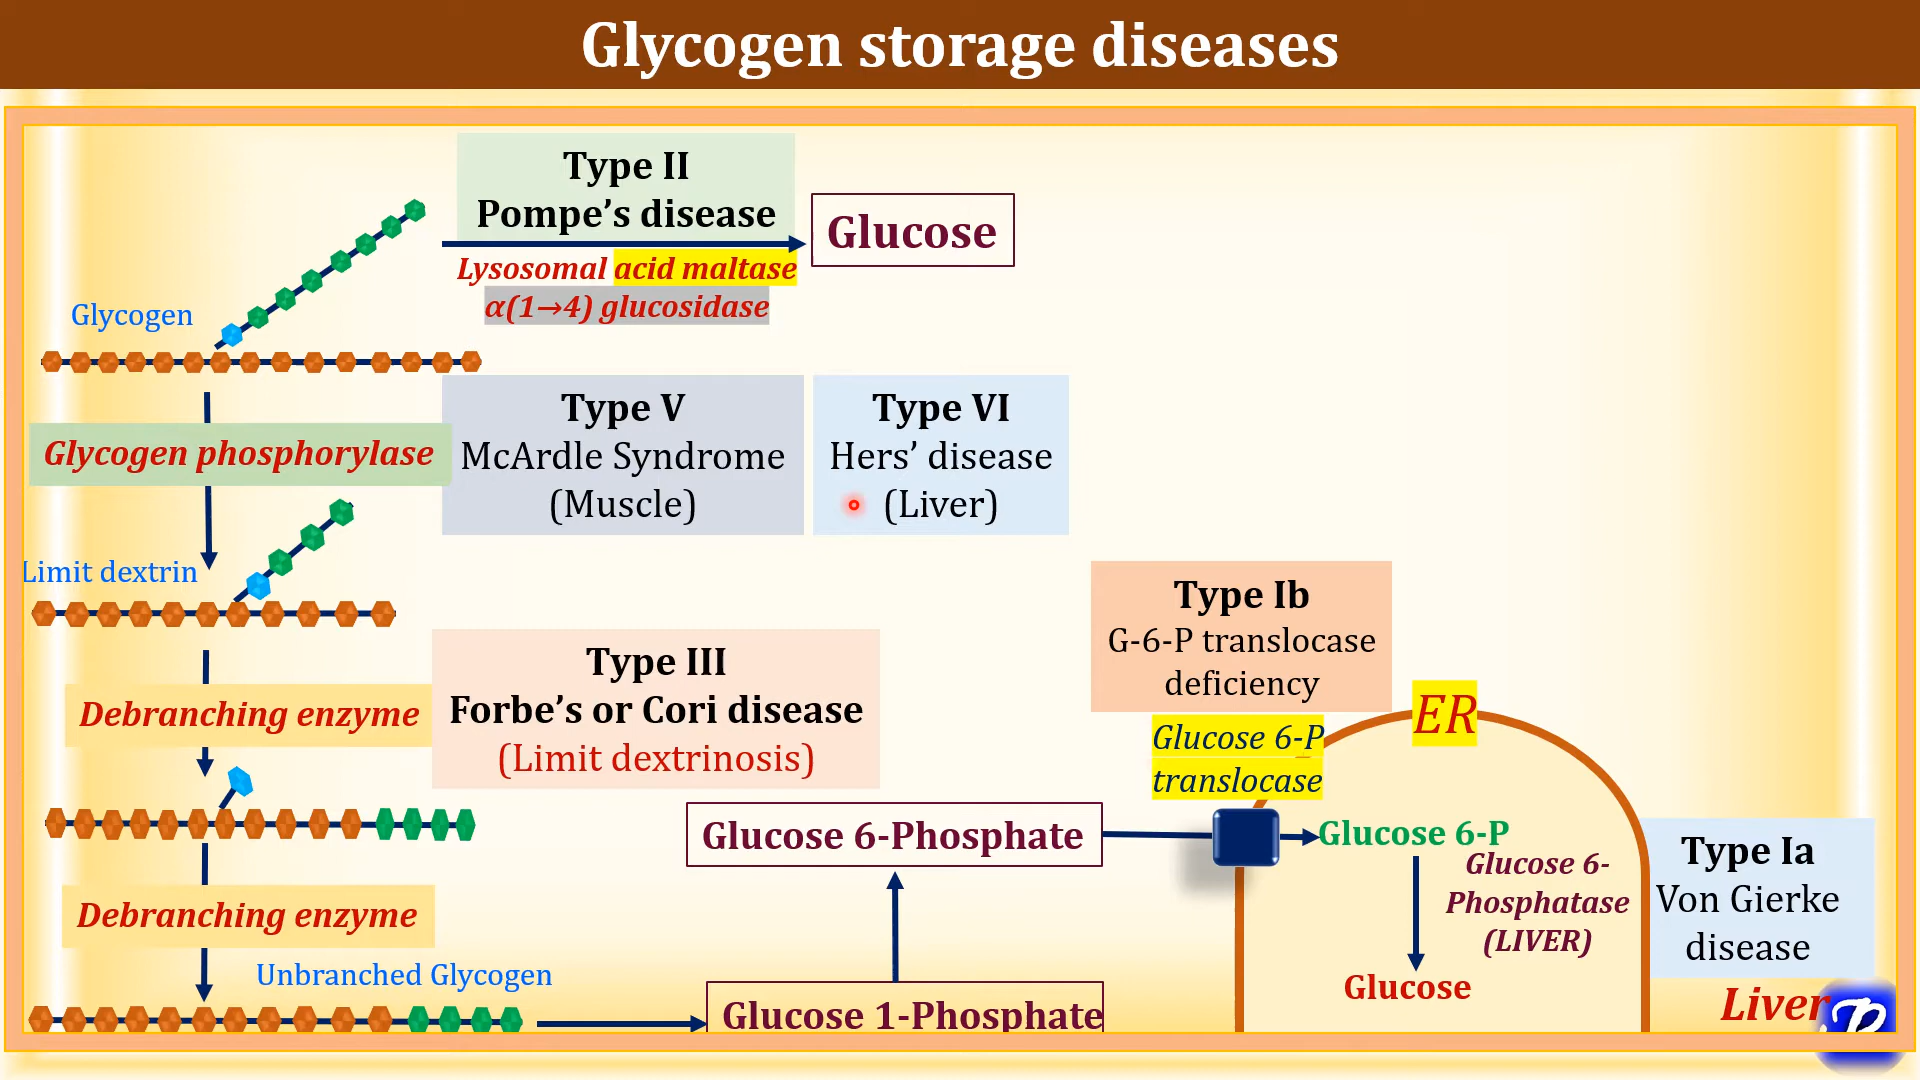 Glycogen storage diseases
Type II
Pompe’s disease
Glucose
Lysosomal acid maltase
α(1→4) glucosidase
Glycogen
Glycogen phosphorylase
Type V
McArdle Syndrome
(Muscle)
Type VI
Hers’ disease
(Liver)
Limit dextrin
Debranching enzyme
Type III
Forbe’s or Cori disease
(Limit dextrinosis)
Type Ib
G-6-P translocase
deficiency
ER
Glucose 6-P
translocase
Glucose 6-Phosphate
Glucose 6-P
Glucose 6-
Phosphatase
(LIVER)
Type Ia
Von Gierke
disease
Debranching enzyme
Unbranched Glycogen
Glucose 1-Phosphate
Glucose
Liver